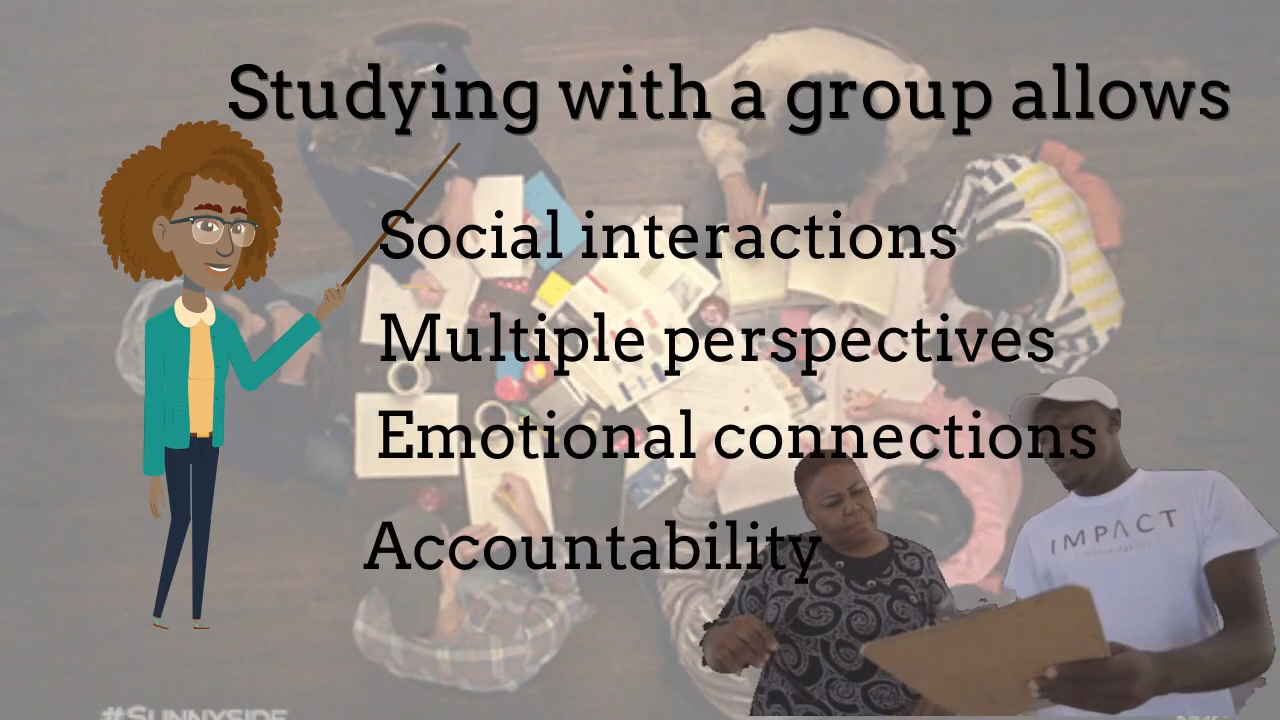 Studying with a group allows
Social interactions
Multiple perspectives
Emotional connections
Accountability
IMPACT
#SUNNYSIDE